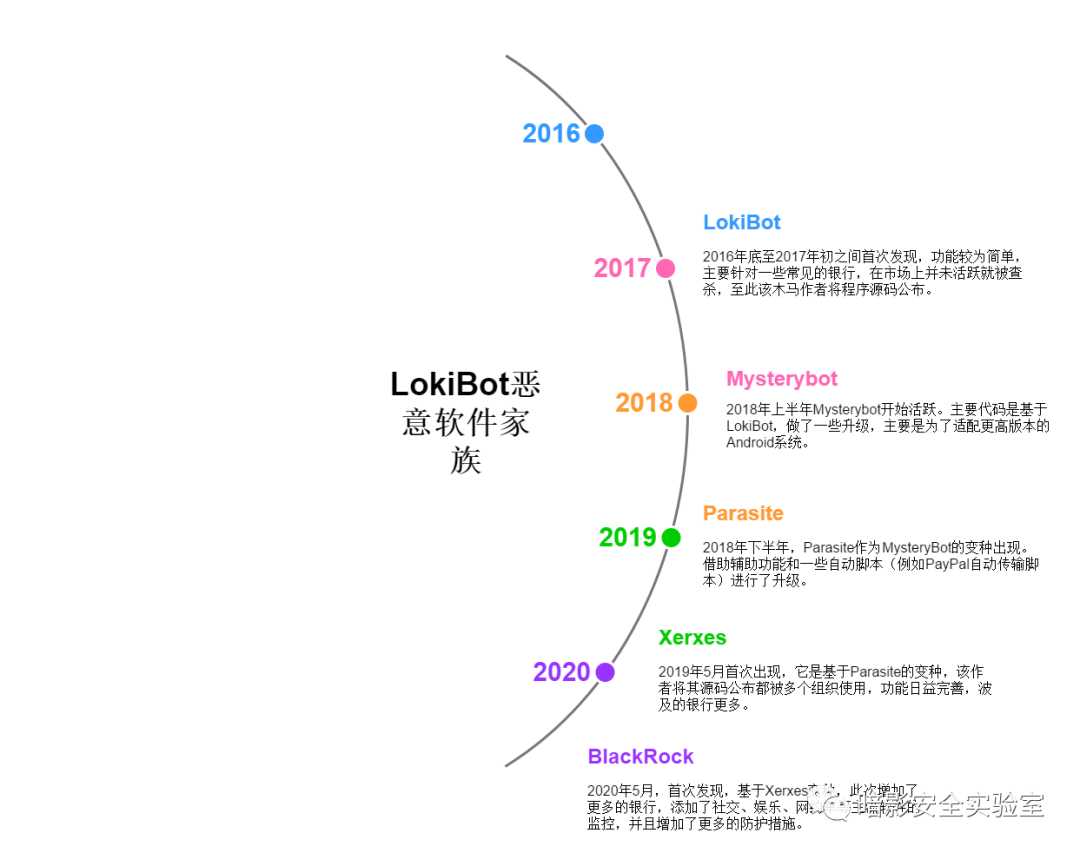 2016
2017
2018
2019
2020
LokiBot恶
意软件家
族
LokiBot
2016年底至2017年初之间首次发现，功能较为简单，
主要针对一些常见的银行，在市场上并未活跃就被查
杀，至此该木马作者将程序源码公布。
Mysterybot
2018年上半年Mysterybot开始活跃。主要代码是基于
LokiBot，做了一些升级，主要是为了适配更高版本的
Android系统。
Parasite
2018年下半年，Parasite作为MysteryBot的变种出现。
借助辅助功能和一些自动脚本（例如PayPal自动传输脚
本）进行了升级。
Xerxes
2019年5月首次出现，它是基于Parasite的变种，该作
者将其源码公布都被多个组织使用，功能日益完善，波
及的银行更多。
BlackRock
2020年5月，首次发现，基于Xerxes，此次增加了
更多的银行，添加了社交、娱乐、网
监控，并且增加了更多的防护措施。
暗影安全实验室